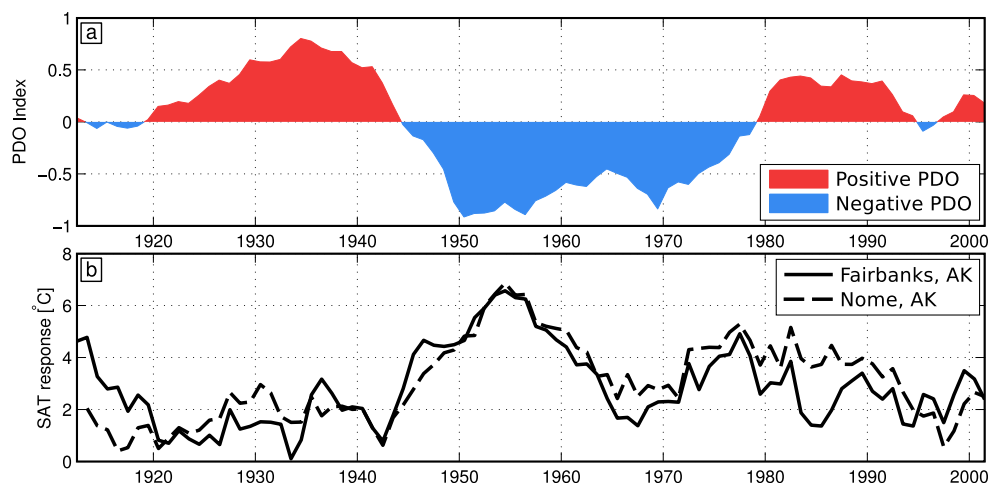 a
PDO Index
1
0.5
0
−0.5
−1
Positive PDO
Negative PDO
1920 1930 1940 1950 1960 1970 1980 1990 2000
b
SAT response [°C]
8
6
4
2
0
Fairbanks, AK
Nome, AK
1920 1930 1940 1950 1960 1970 1980 1990 2000